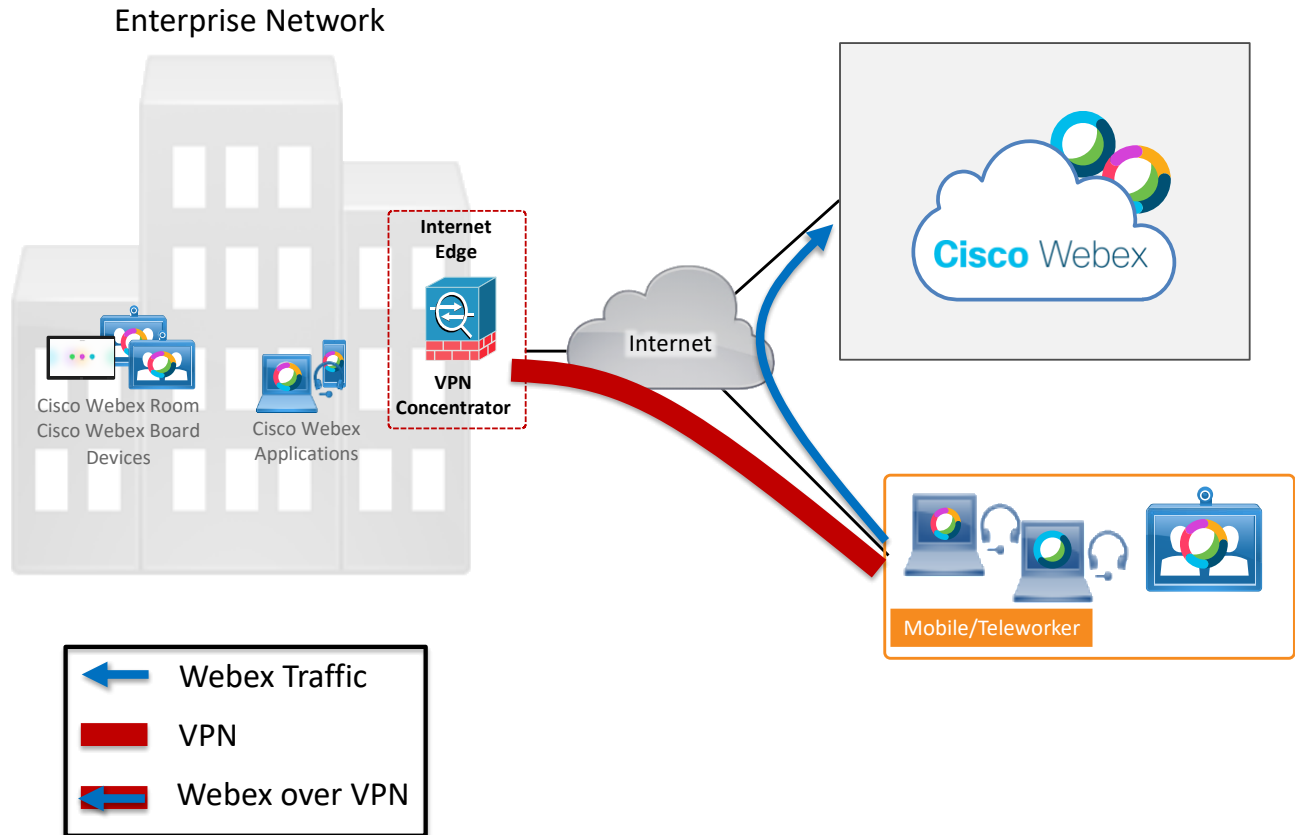 Enterprise Network
Internet
Edge
VPN
Concentrator
Cisco Webex Room
Cisco Webex Board
Devices
Cisco Webex
Applications
Internet
Cisco Webex
Mobile/Teleworker
Webex Traffic
VPN
Webex over VPN